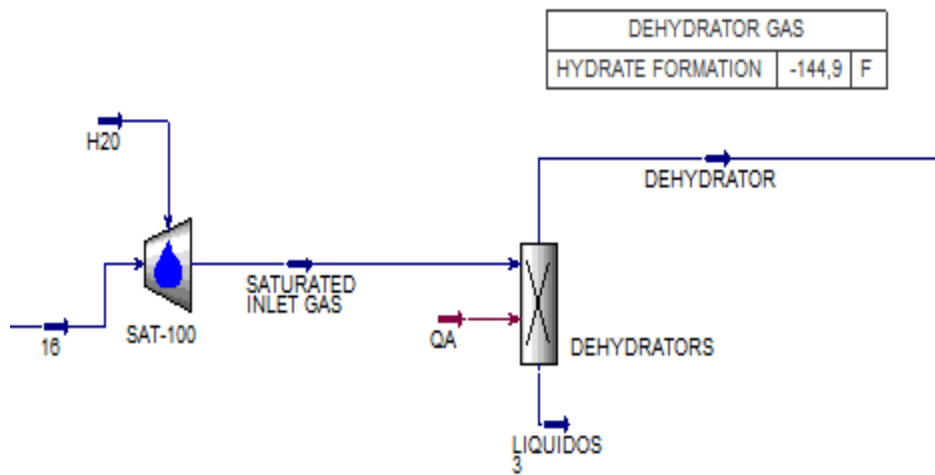 DEHYDRATOR GAS
HYDRATE FORMATION -144,9 F
H20
DEHYDRATOR
SATURATED
INLET GAS
16
SAT-100
QA
DEHYDRATORS
LIQUIDOS
3